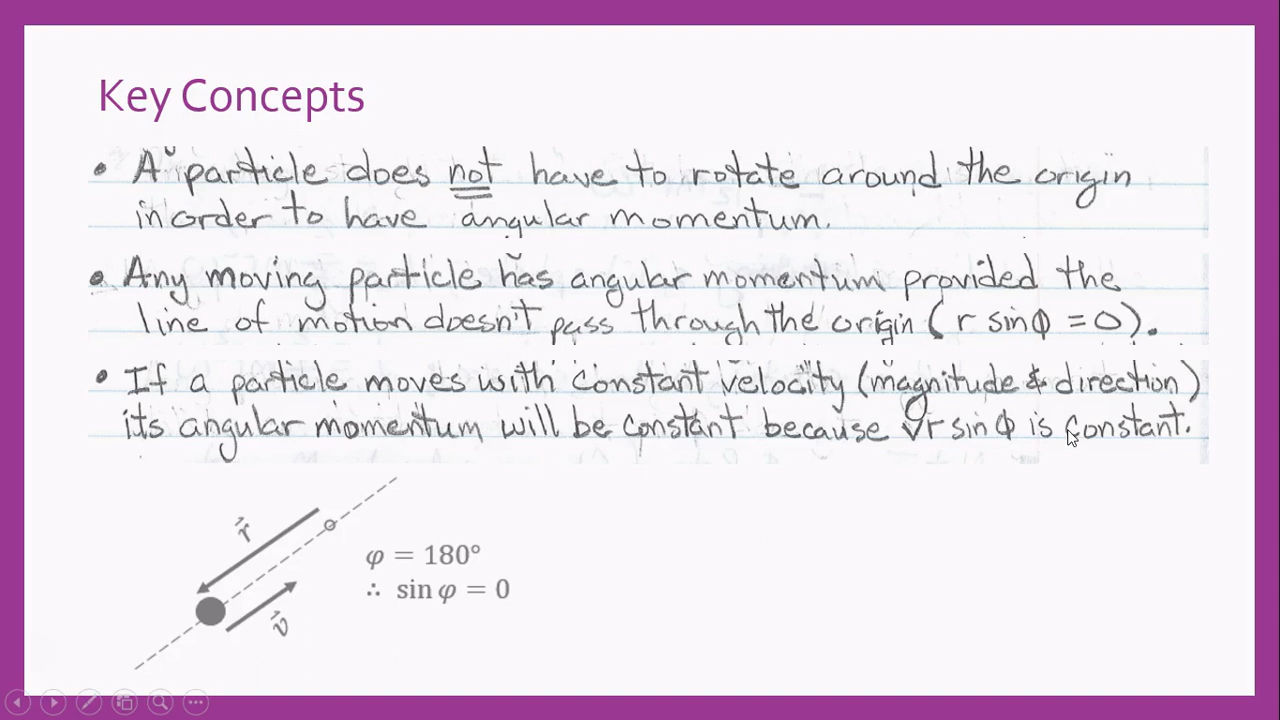 Key Concepts
• A particle does not have to rotate around the origin
in order to have angular momentum.
• Any moving particle has angular momentum provided the
line of motion doesn't pass through the origin (r sin φ = 0).
• If a particle moves with constant velocity (magnitude & direction)
its angular momentum will be constant because vr sin φ is constant.
r⃗
v⃗
φ = 180°
∴ sin φ = 0